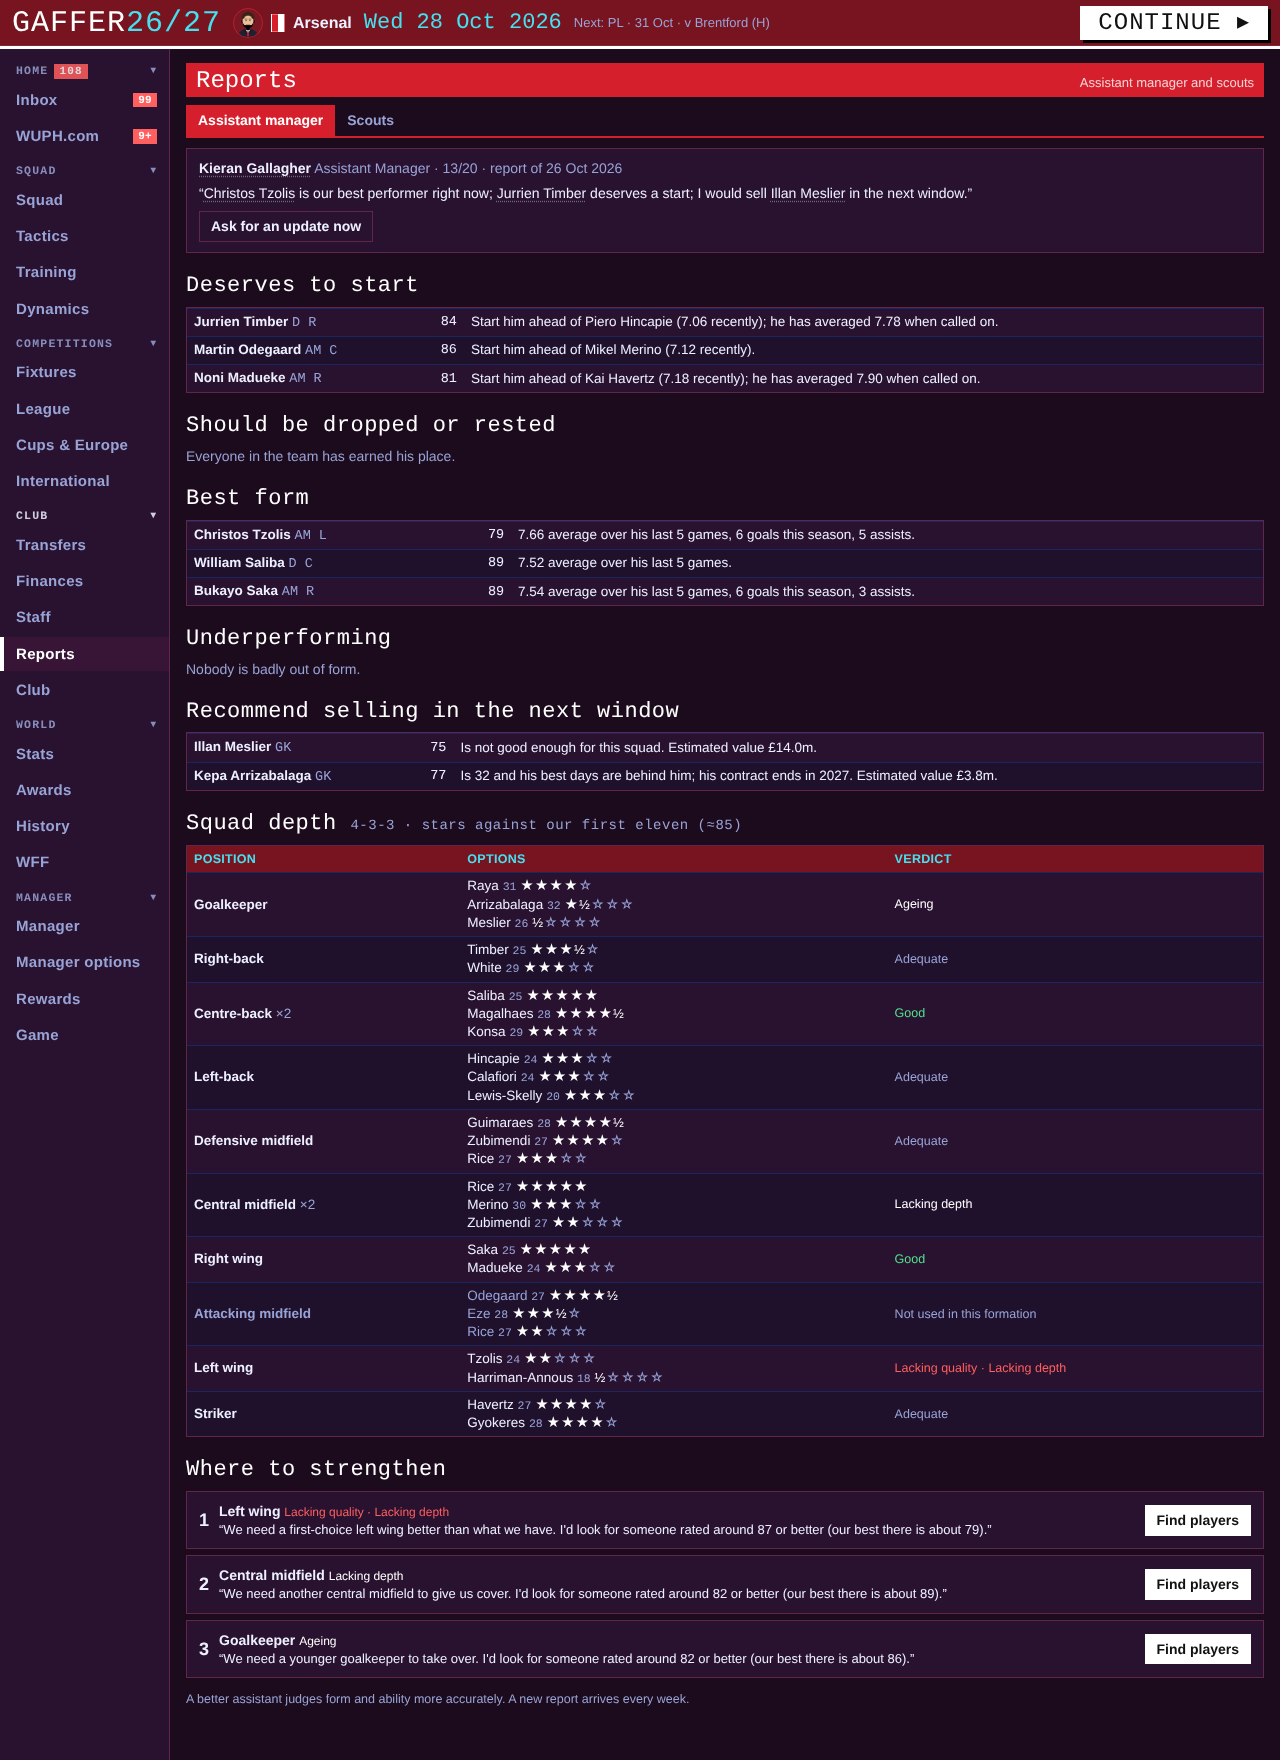 GAFFER26/27 Arsenal Wed 28 Oct 2026 Next: PL · 31 Oct · v Brentford (H) CONTINUE ▶
HOME 108 ▼
Inbox 99
WUPH.com 9+
SQUAD ▼
Squad
Tactics
Training
Dynamics
COMPETITIONS ▼
Fixtures
League
Cups & Europe
International
CLUB ▼
Transfers
Finances
Staff
Reports
Club
WORLD ▼
Stats
Awards
History
WFF
MANAGER ▼
Manager
Manager options
Rewards
Game
Reports Assistant manager and scouts
Assistant manager Scouts
Kieran Gallagher Assistant Manager · 13/20 · report of 26 Oct 2026
“Christos Tzolis is our best performer right now; Jurrien Timber deserves a start; I would sell Illan Meslier in the next window.”
Ask for an update now
Deserves to start
Jurrien Timber D R 84 Start him ahead of Piero Hincapie (7.06 recently); he has averaged 7.78 when called on.
Martin Odegaard AM C 86 Start him ahead of Mikel Merino (7.12 recently).
Noni Madueke AM R 81 Start him ahead of Kai Havertz (7.18 recently); he has averaged 7.90 when called on.
Should be dropped or rested
Everyone in the team has earned his place.
Best form
Christos Tzolis AM L 79 7.66 average over his last 5 games, 6 goals this season, 5 assists.
William Saliba D C 89 7.52 average over his last 5 games.
Bukayo Saka AM R 89 7.54 average over his last 5 games, 6 goals this season, 3 assists.
Underperforming
Nobody is badly out of form.
Recommend selling in the next window
Illan Meslier GK 75 Is not good enough for this squad. Estimated value £14.0m.
Kepa Arrizabalaga GK 77 Is 32 and his best days are behind him; his contract ends in 2027. Estimated value £3.8m.
Squad depth 4-3-3 · stars against our first eleven (≈85)
POSITION OPTIONS VERDICT
Goalkeeper
Raya 31 ★★★★☆
Arrizabalaga 32 ★½☆☆☆
Meslier 26 ½☆☆☆☆
Ageing
Right-back
Timber 25 ★★★½☆
White 29 ★★★☆☆
Adequate
Centre-back ×2
Saliba 25 ★★★★★
Magalhaes 28 ★★★★½
Konsa 29 ★★★☆☆
Good
Left-back
Hincapie 24 ★★★☆☆
Calafiori 24 ★★★☆☆
Lewis-Skelly 20 ★★★☆☆
Adequate
Defensive midfield
Guimaraes 28 ★★★★½
Zubimendi 27 ★★★★☆
Rice 27 ★★★☆☆
Adequate
Central midfield ×2
Rice 27 ★★★★★
Merino 30 ★★★☆☆
Zubimendi 27 ★★☆☆☆
Lacking depth
Right wing
Saka 25 ★★★★★
Madueke 24 ★★★☆☆
Good
Attacking midfield
Odegaard 27 ★★★★½
Eze 28 ★★★½☆
Rice 27 ★★☆☆☆
Not used in this formation
Left wing
Tzolis 24 ★★☆☆☆
Harriman-Annous 18 ½☆☆☆☆
Lacking quality · Lacking depth
Striker
Havertz 27 ★★★★☆
Gyokeres 28 ★★★★☆
Adequate
Where to strengthen
1 Left wing Lacking quality · Lacking depth
“We need a first-choice left wing better than what we have. I'd look for someone rated around 87 or better (our best there is about 79).”
Find players
2 Central midfield Lacking depth
“We need another central midfield to give us cover. I'd look for someone rated around 82 or better (our best there is about 89).”
Find players
3 Goalkeeper Ageing
“We need a younger goalkeeper to take over. I'd look for someone rated around 82 or better (our best there is about 86).”
Find players
A better assistant judges form and ability more accurately. A new report arrives every week.